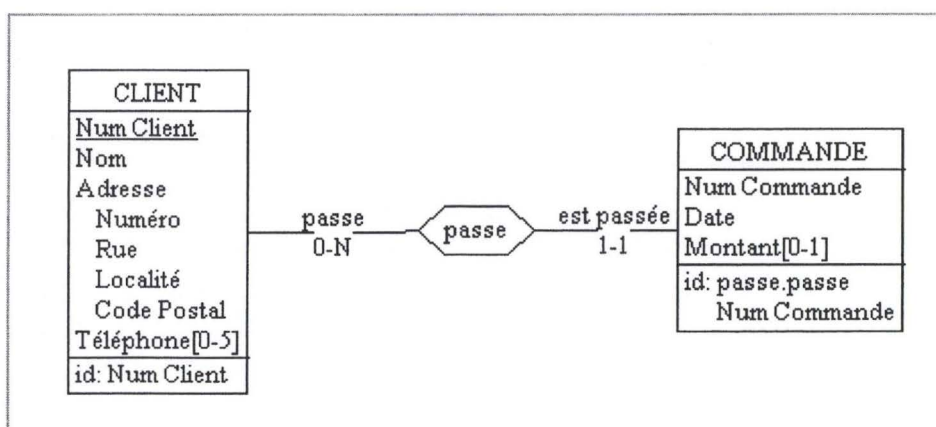 CLIENT
Num Client
Nom
Adresse
Numéro
Rue
Localité
Code Postal
Téléphone[0-5]
id: Num Client
passe
0-N
passe
est passée
1-1
COMMANDE
Num Commande
Date
Montant[0-1]
id: passe.passe
Num Commande